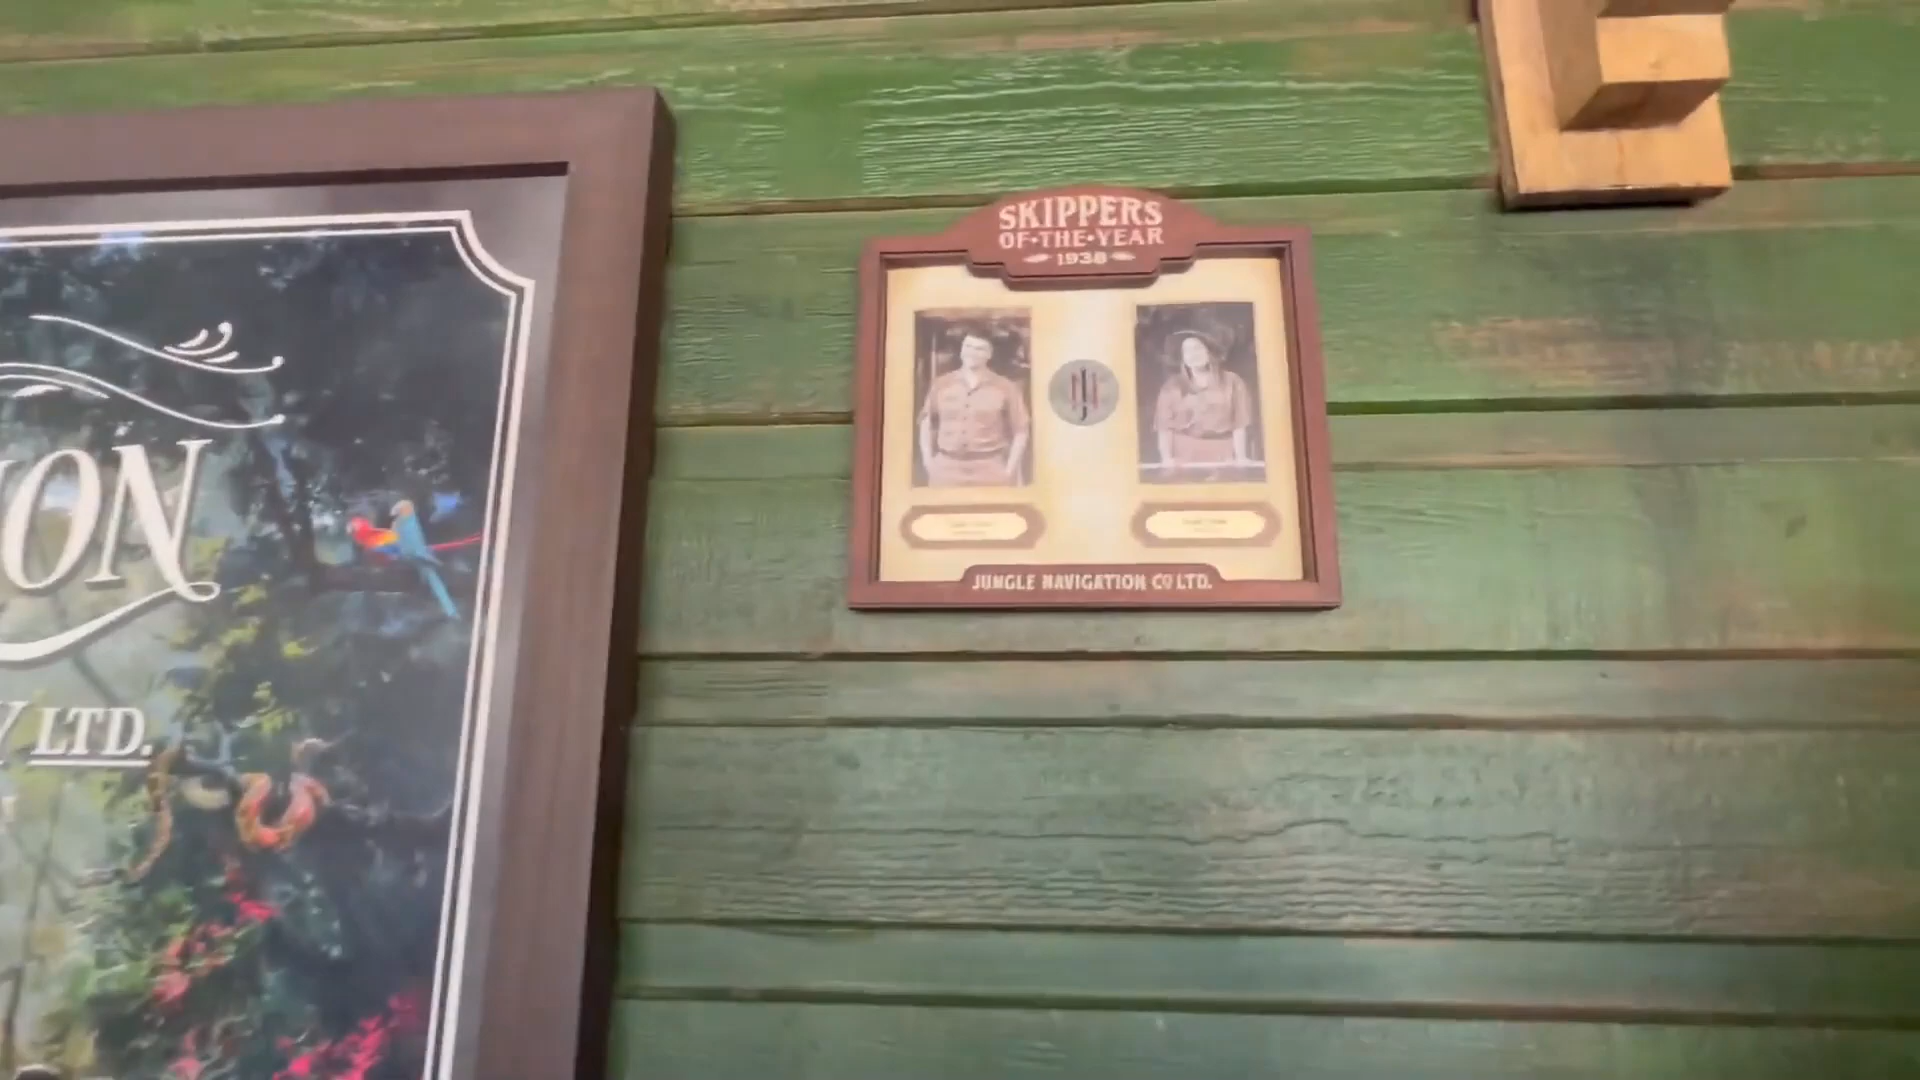 ION
Y LTD.
SKIPPERS
OF·THE·YEAR
1938
JUNGLE NAVIGATION CO LTD.